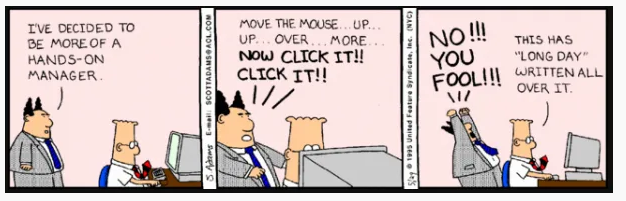 I'VE DECIDED TO
BE MORE OF A
HANDS-ON
MANAGER.
S. Adams E-mail: SCOTTADAMS@AOL.COM
MOVE THE MOUSE...UP...
UP... OVER... MORE...
NOW CLICK IT!!
CLICK IT!!
5/24 © 1995 United Feature Syndicate, Inc. (NYC)
NO!!!
YOU
FOOL!!!
THIS HAS
"LONG DAY"
WRITTEN ALL
OVER IT.